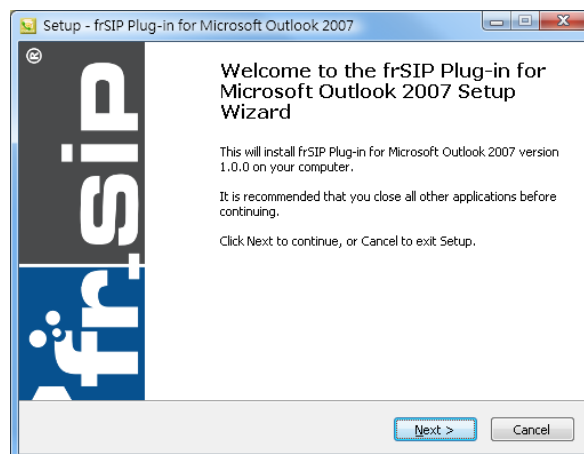 Setup - frSIP Plug-in for Microsoft Outlook 2007
fr.sip®
Welcome to the frSIP Plug-in for
Microsoft Outlook 2007 Setup
Wizard
This will install frSIP Plug-in for Microsoft Outlook 2007 version
1.0.0 on your computer.
It is recommended that you close all other applications before
continuing.
Click Next to continue, or Cancel to exit Setup.
Next >
Cancel